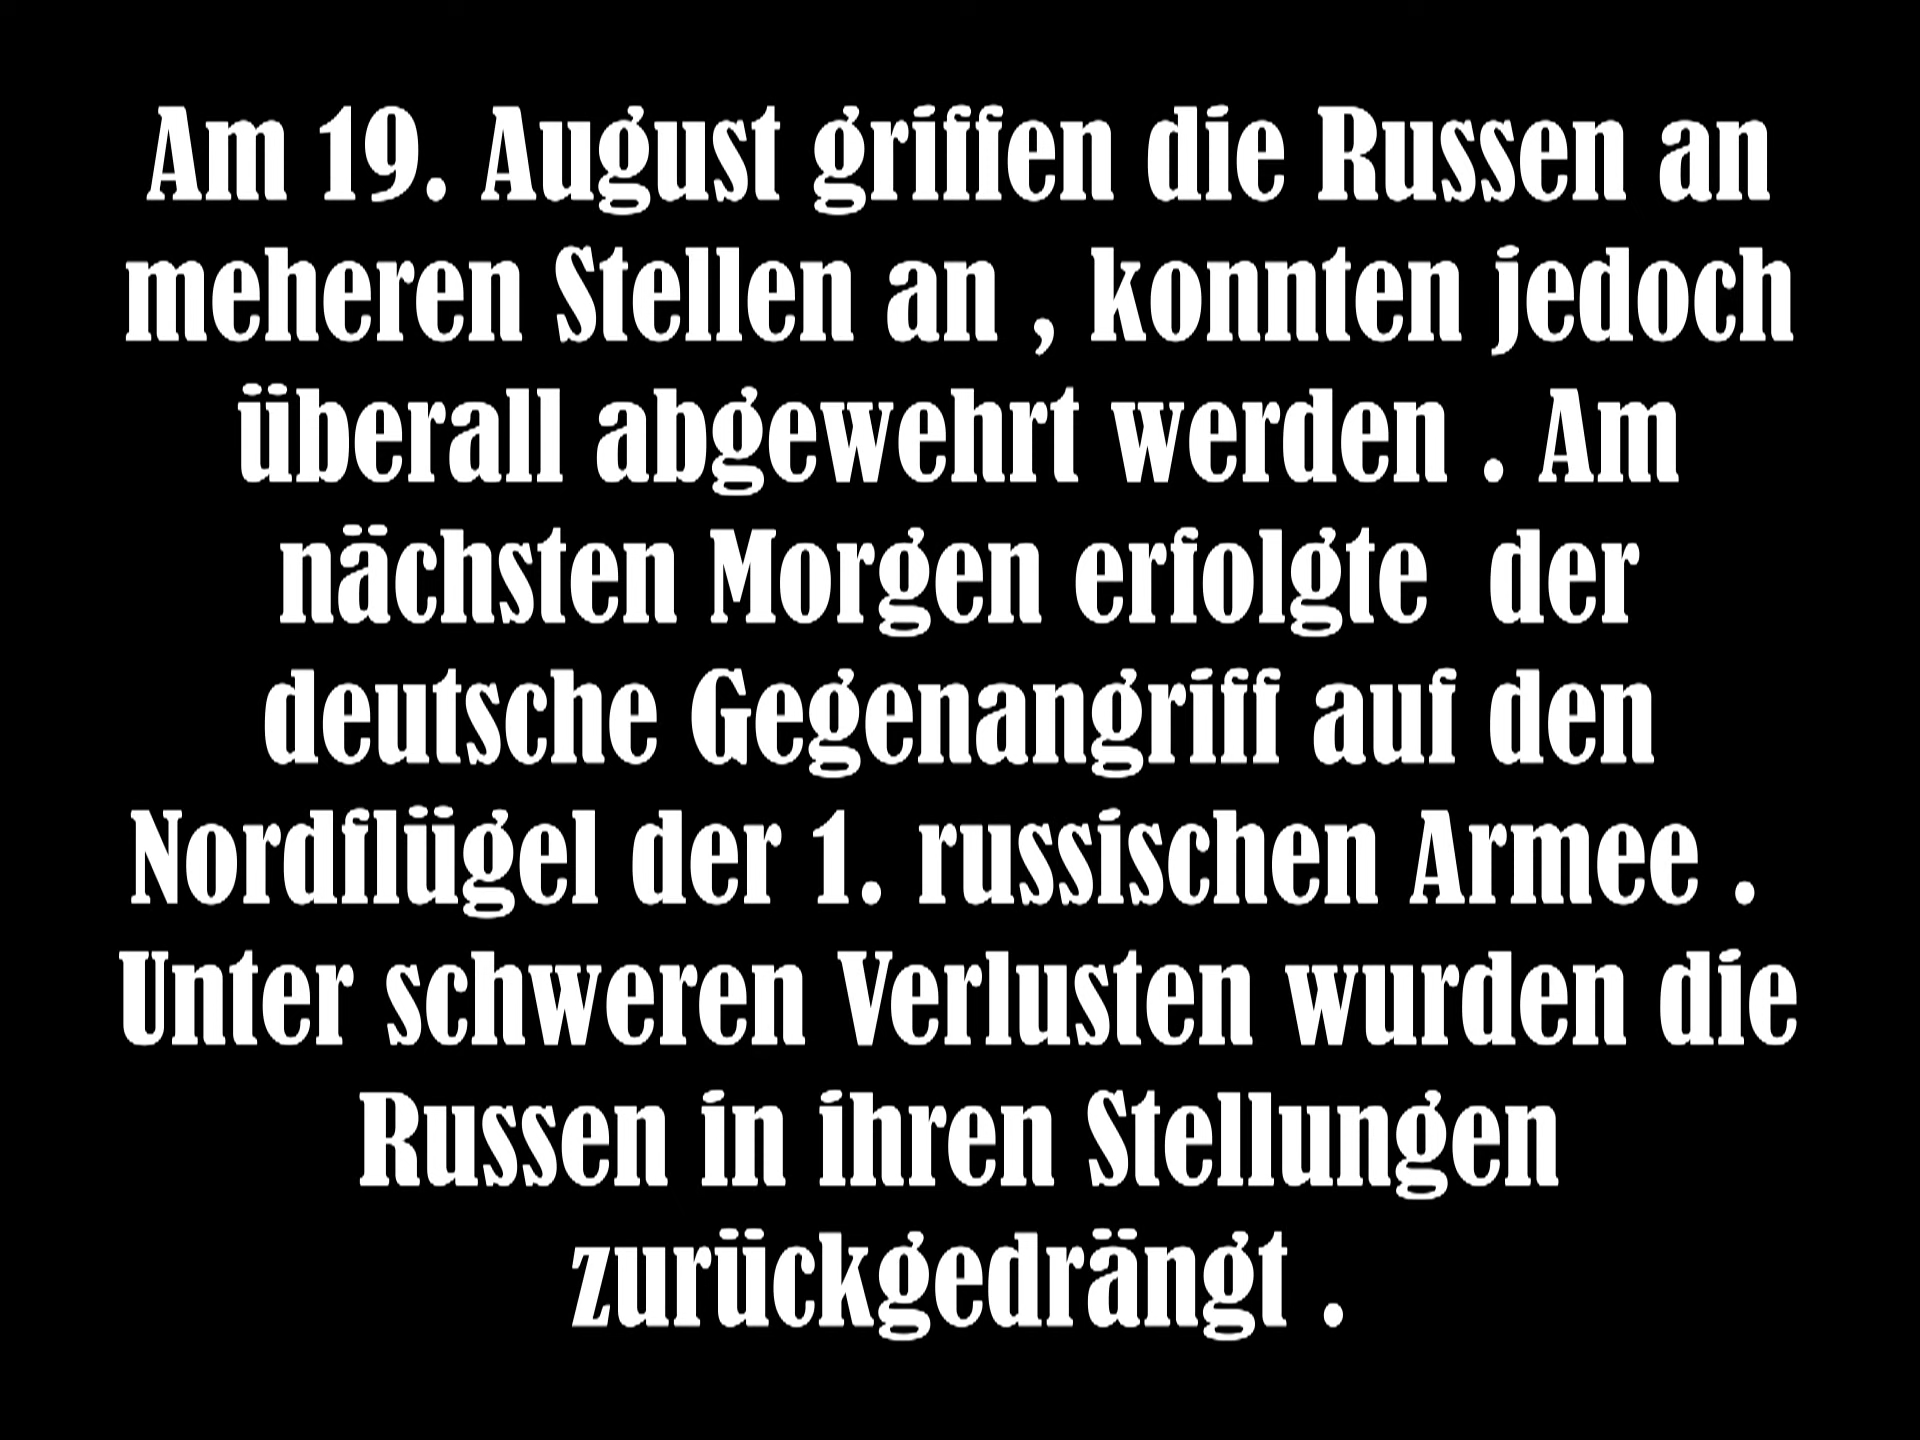 Am 19. August griffen die Russen an
meheren Stellen an , konnten jedoch
überall abgewehrt werden . Am
nächsten Morgen erfolgte  der
deutsche Gegenangriff auf den
Nordflügel der 1. russischen Armee .
Unter schweren Verlusten wurden die
Russen in ihren Stellungen
zurückgedrängt .